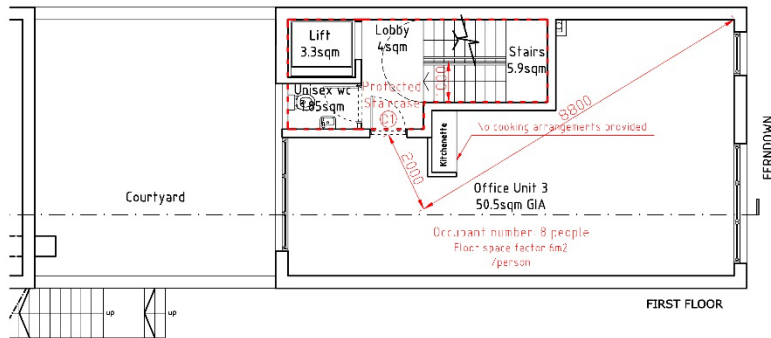 Lift
3.3sqm
Lobby
4sqm
Stairs
5.9sqm
Unisex wc
1.85sqm
Protected
Staircase
No cooking arrangements provided
Kitchenette
8800
2000
Office Unit 3
50.5sqm GIA
Courtyard
Occupant number: 8 people
Floor space factor 6m2
/person
FERNDOWN
FIRST FLOOR
up
up